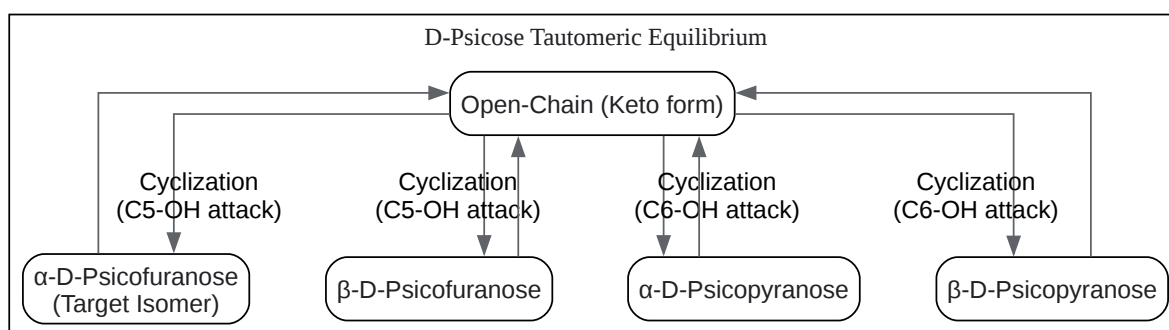 D-Psicose Tautomeric Equilibrium
Open-Chain (Keto form)
Cyclization
(C5-OH attack)
Cyclization
(C5-OH attack)
Cyclization
(C6-OH attack)
Cyclization
(C6-OH attack)
α-D-Psicofuranose
(Target Isomer)
β-D-Psicofuranose
α-D-Psicopyranose
β-D-Psicopyranose